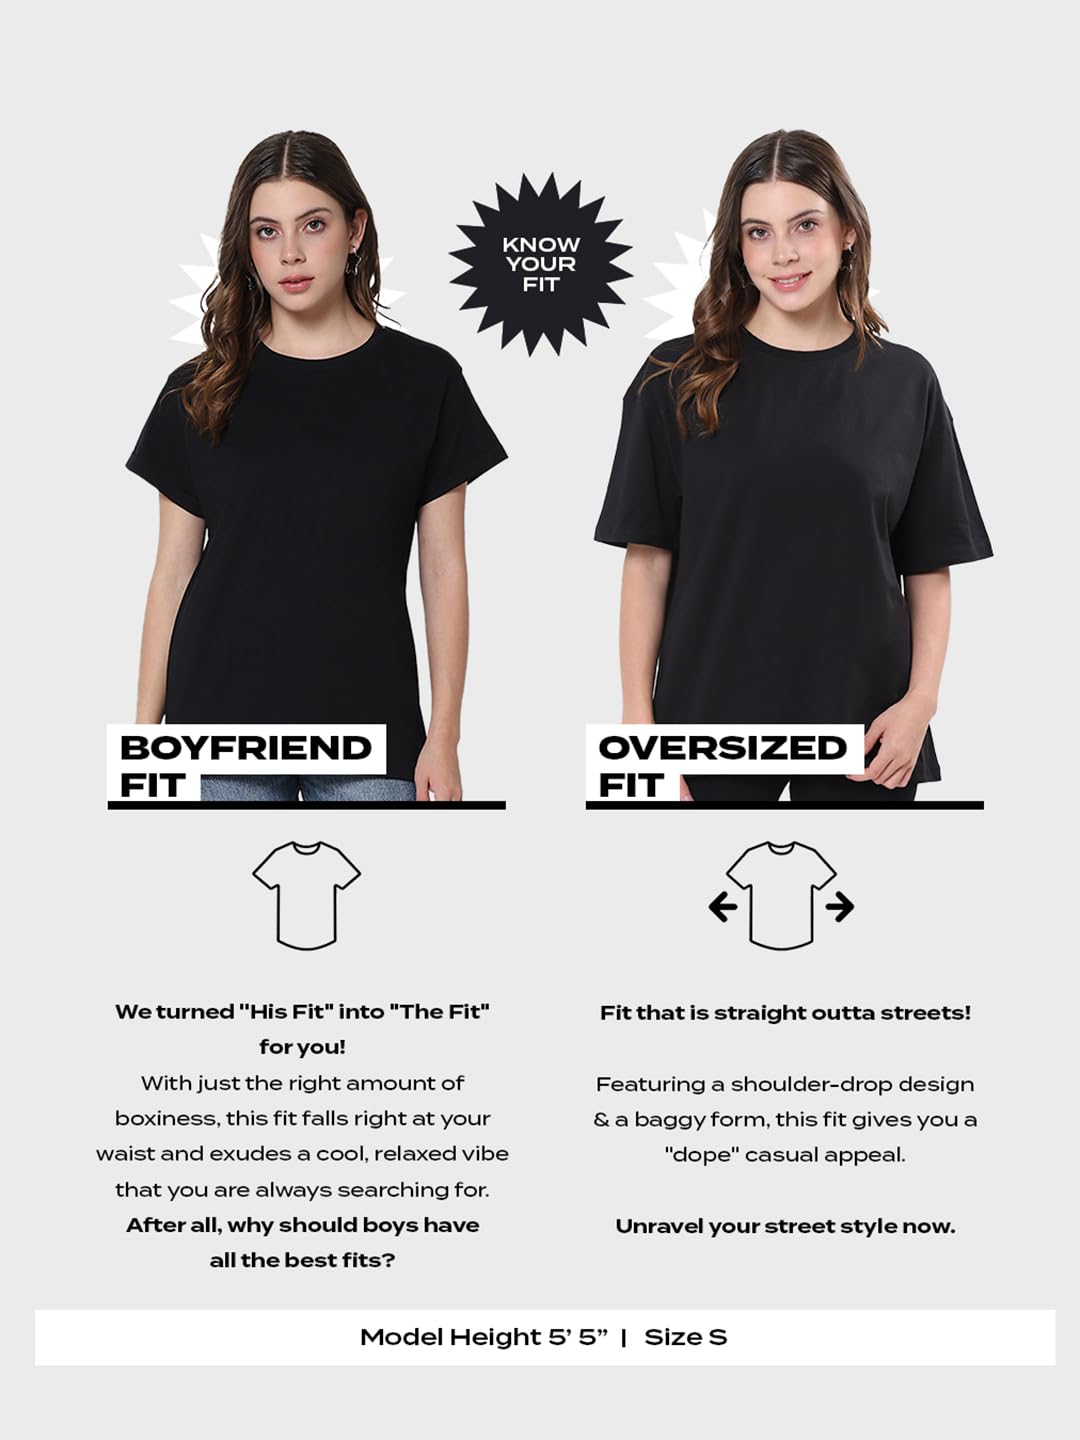 KNOW
YOUR
FIT
BOYFRIEND
FIT
We turned "His Fit" into "The Fit"
for you!
With just the right amount of
boxiness, this fit falls right at your
waist and exudes a cool, relaxed vibe
that you are always searching for.
After all, why should boys have
all the best fits?
OVERSIZED
FIT
Fit that is straight outta streets!
Featuring a shoulder-drop design
& a baggy form, this fit gives you a
"dope" casual appeal.
Unravel your street style now.
Model Height 5’ 5” | Size S